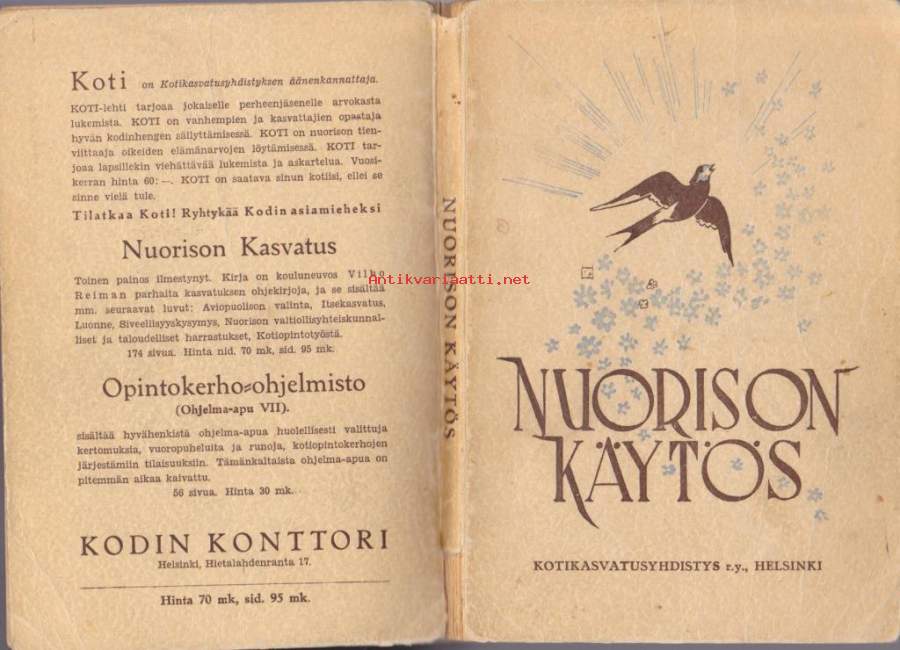 Koti on Kotikasvatusyhdistyksen äänenkannattaja.
KOTI-lehti tarjoaa jokaiselle perheenjäsenelle arvokasta
lukemista. KOTI on vanhempien ja kasvattajien opastaja
hyvän kodinhengen säilyttämisessä. KOTI on nuorison tien-
viittaaja oikeiden elämänarvojen löytämisessä. KOTI tar-
joaa lapsillekin viehättävää lukemista ja askartelua. Vuosi-
kerran hinta 60:—. KOTI on saatava sinun kotiisi, ellei se
sinne vielä tule.
Tilatkaa Koti! Ryhtykää Kodin asiamieheksi
Nuorison Kasvatus
Toinen painos ilmestynyt. Kirja on kouluneuvos Vilho
Reiman parhaita kasvatuksen ohjekirjoja, ja se sisältää
mm. seuraavat luvut: Aviopuolison valinta, Itsekasvatus,
Luonne, Siveellisyyskysymys, Nuorison valtiollisyhteiskunnal-
liset ja taloudelliset harrastukset, Kotiopintotyöstä.
174 sivua. Hinta nid. 70 mk, sid. 95 mk.
Opintokerho-ohjelmisto
(Ohjelma-apu VII).
sisältää hyvähenkistä ohjelma-apua huolellisesti valittuja
kertomuksia, vuoropuheluita ja runoja, kotiopintokerhojen
järjestämiin tilaisuuksiin. Tämänkaltaista ohjelma-apua on
pitemmän aikaa kaivattu.
56 sivua. Hinta 30 mk.
KODIN KONTTORI
Helsinki, Hietalahdenranta 17.
Hinta 70 mk, sid. 95 mk.
NUORISON KÄYTÖS
Antikvariaatti.net
NUORISON
KÄYTÖS
KOTIKASVATUSYHDISTYS r.y., HELSINKI